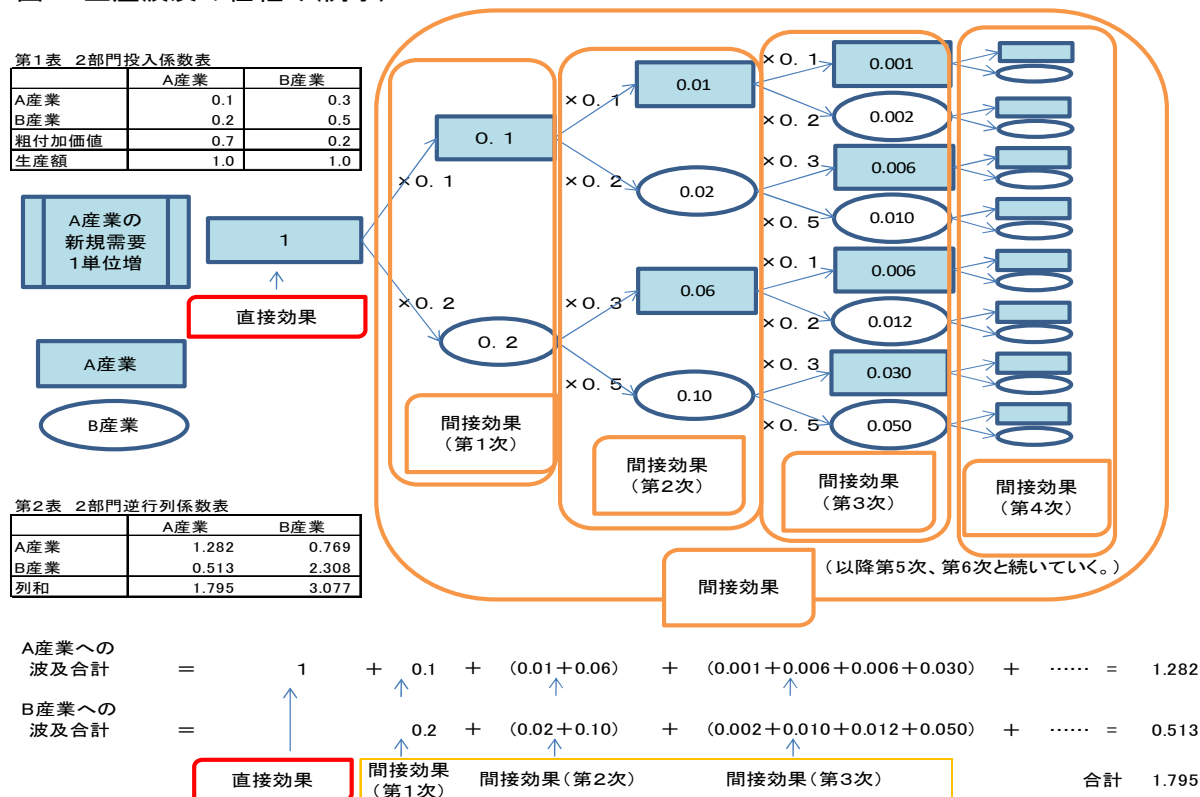 第1表 2部門投入係数表
A産業 B産業
A産業 0.1 0.3
B産業 0.2 0.5
粗付加価値 0.7 0.2
生産額 1.0 1.0
A産業の
新規需要
1単位増
1
直接効果
A産業
B産業
×0.1
×0.2
0.1
0.2
間接効果
(第1次)
×0.1
×0.2
×0.3
×0.5
0.01
0.02
0.06
0.10
間接効果
(第2次)
×0.1
×0.2
×0.3
×0.5
×0.1
×0.2
×0.3
×0.5
0.001
0.002
0.006
0.010
0.006
0.012
0.030
0.050
間接効果
(第3次)
間接効果
(第4次)
(以降第5次、第6次と続いていく。)
間接効果
第2表 2部門逆行列係数表
A産業 B産業
A産業 1.282 0.769
B産業 0.513 2.308
列和 1.795 3.077
A産業への
波及合計 = 1 + 0.1 + (0.01+0.06) + (0.001+0.006+0.006+0.030) + …… = 1.282
B産業への
波及合計 = 0.2 + (0.02+0.10) + (0.002+0.010+0.012+0.050) + …… = 0.513
直接効果
間接効果
(第1次)
間接効果(第2次)
間接効果(第3次)
合計 1.795